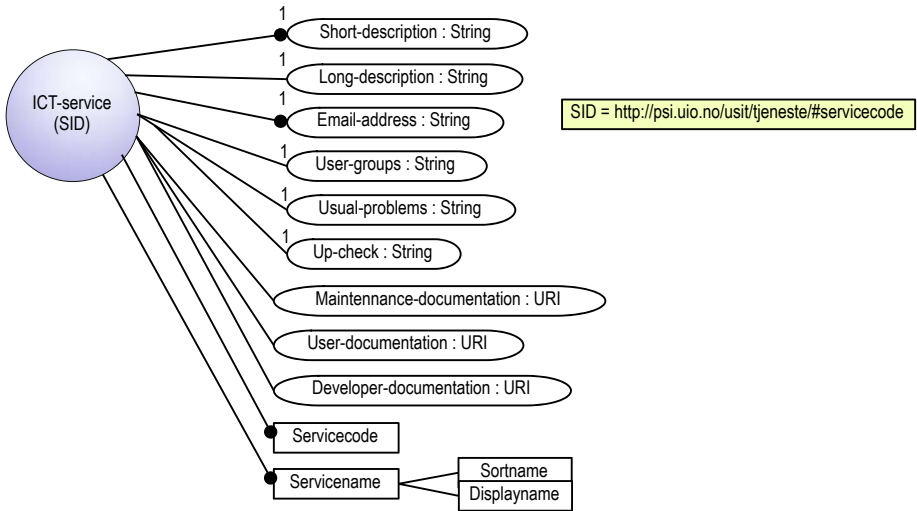 1
Short-description : String
1
Long-description : String
ICT-service
(SID)
1
Email-address : String
SID = http://psi.uio.no/usit/tjeneste/#servicecode
1
User-groups : String
1
Usual-problems : String
1
Up-check : String
Maintennance-documentation : URI
User-documentation : URI
Developer-documentation : URI
Servicecode
Servicename
Sortname
Displayname